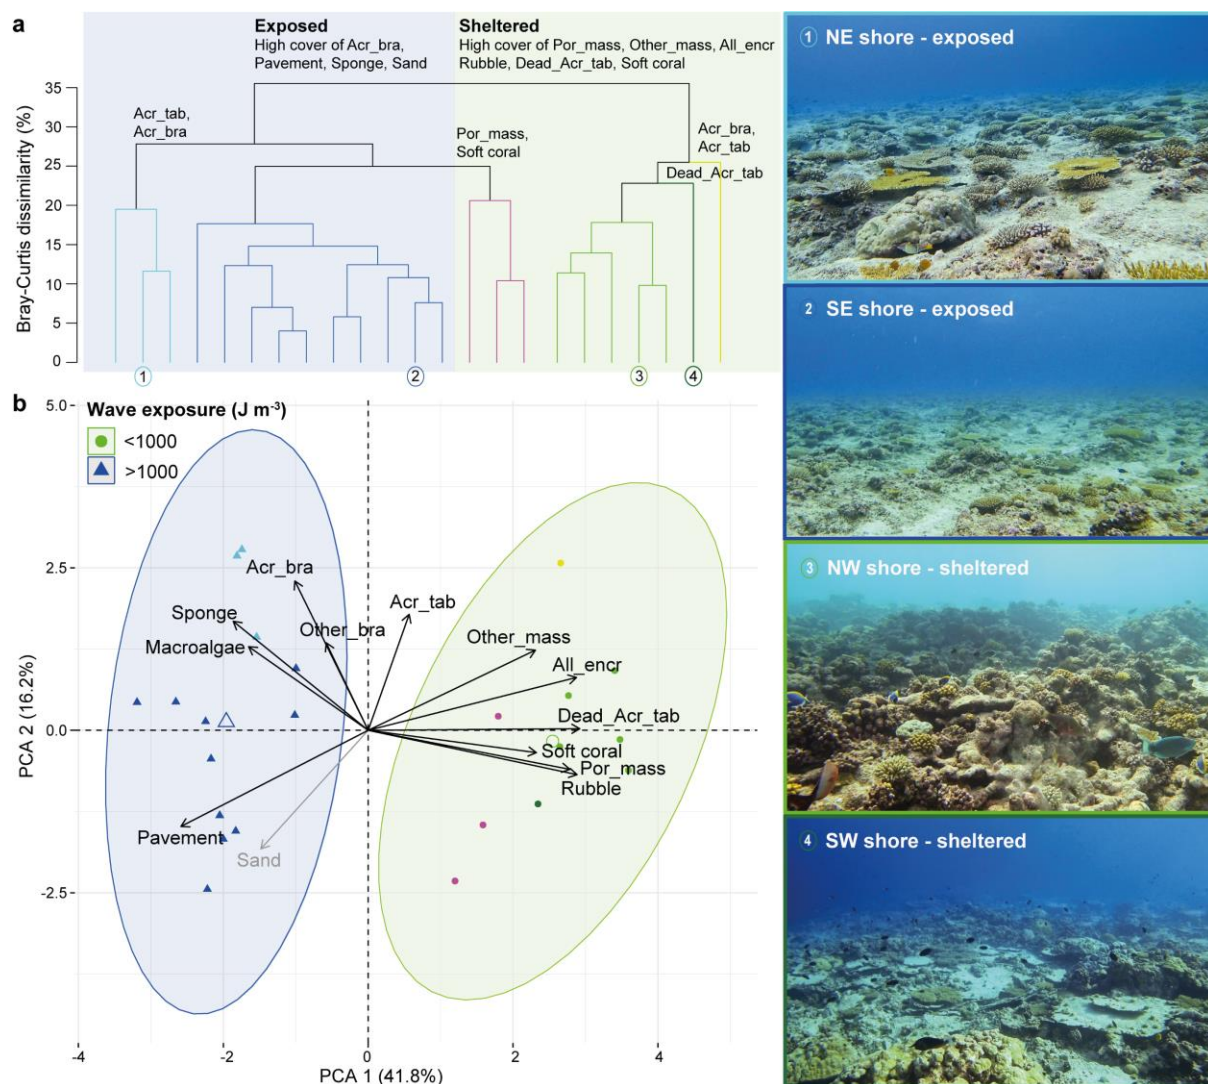 a
Exposed
High cover of Acr_bra,
Pavement, Sponge, Sand
Sheltered
High cover of Por_mass, Other_mass, All_encr
Rubble, Dead_Acr_tab, Soft coral
Bray-Curtis dissimilarity (%)
35
30
25
20
15
10
5
0
Acr_tab,
Acr_bra
Por_mass,
Soft coral
Acr_bra,
Acr_tab
Dead_Acr_tab
1
2
3
4
b
Wave exposure (J m-3)
<1000
>1000
PCA 2 (16.2%)
5.0
2.5
0.0
-2.5
Acr_bra
Acr_tab
Sponge
Other_bra
Macroalgae
Other_mass
All_encr
Dead_Acr_tab
Soft coral
Por_mass
Rubble
Pavement
Sand
-4
-2
0
2
4
PCA 1 (41.8%)
1 NE shore - exposed
2 SE shore - exposed
3 NW shore - sheltered
4 SW shore - sheltered